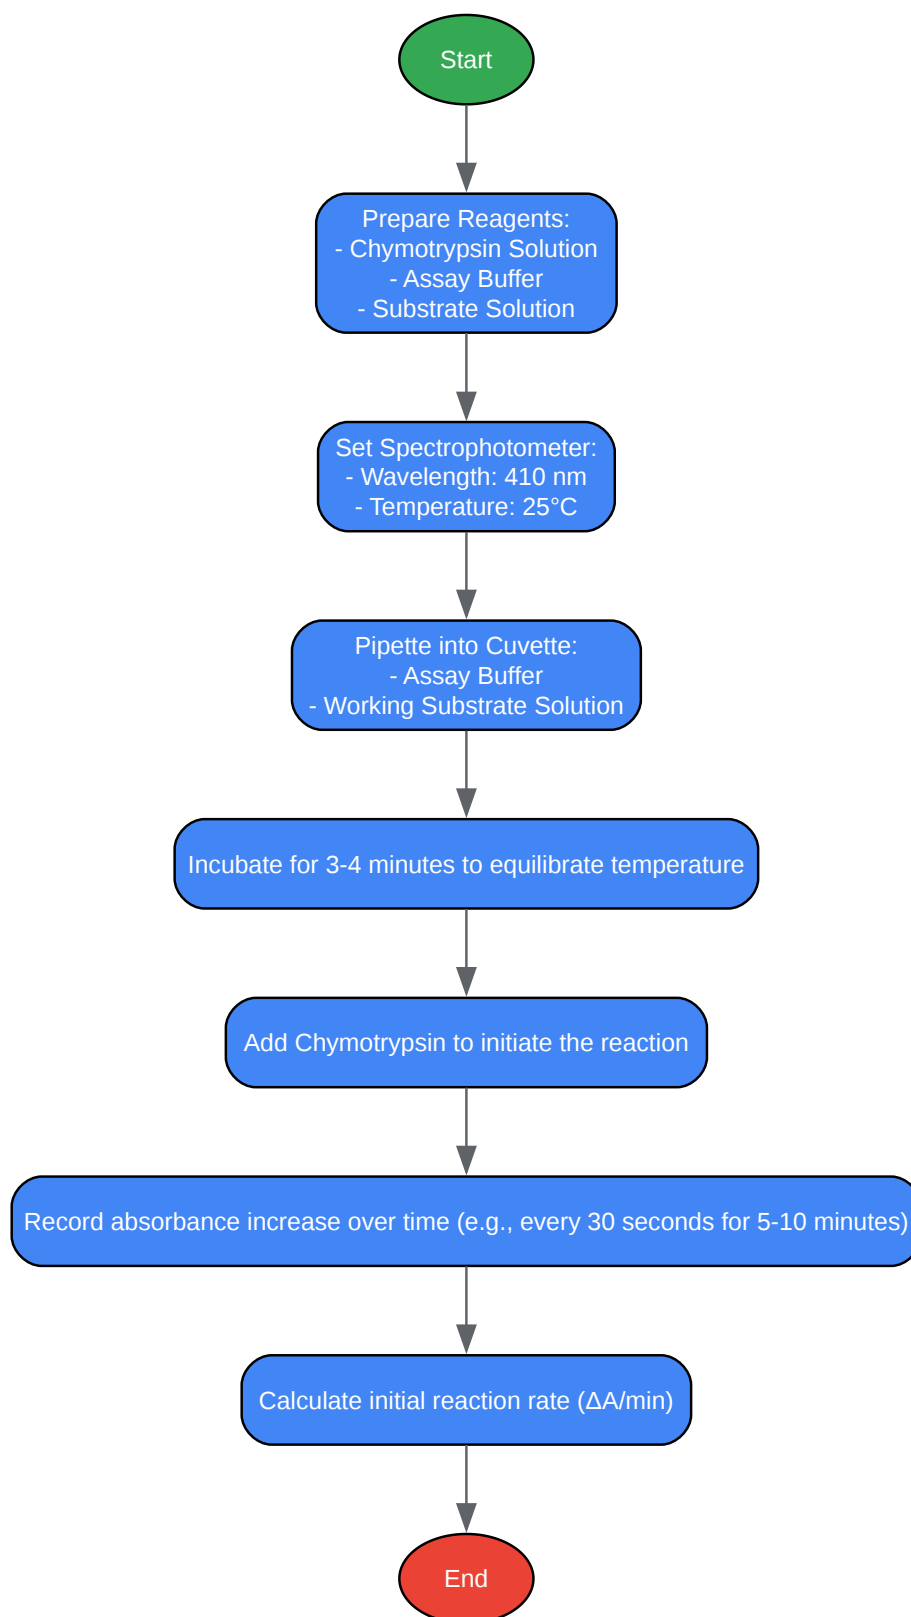 Start
Prepare Reagents:
- Chymotrypsin Solution
- Assay Buffer
- Substrate Solution
Set Spectrophotometer:
- Wavelength: 410 nm
- Temperature: 25°C
Pipette into Cuvette:
- Assay Buffer
- Working Substrate Solution
Incubate for 3-4 minutes to equilibrate temperature
Add Chymotrypsin to initiate the reaction
Record absorbance increase over time (e.g., every 30 seconds for 5-10 minutes)
Calculate initial reaction rate (ΔA/min)
End